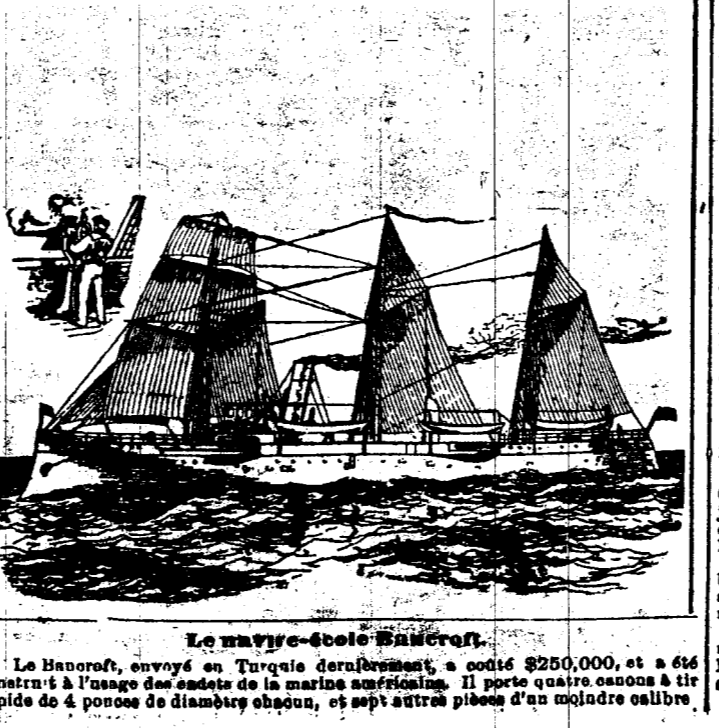 Le navire-école Bancroft.
Le Bancroft, envoyé en Turquie dernièrement, a coûté $250,000, et a été
nstruit à l'usage des cadets de la marine américaine. Il porte quatre canons à tir
pide de 4 pouces de diamètre chacun, et sept autres pièces d'un moindre calibre